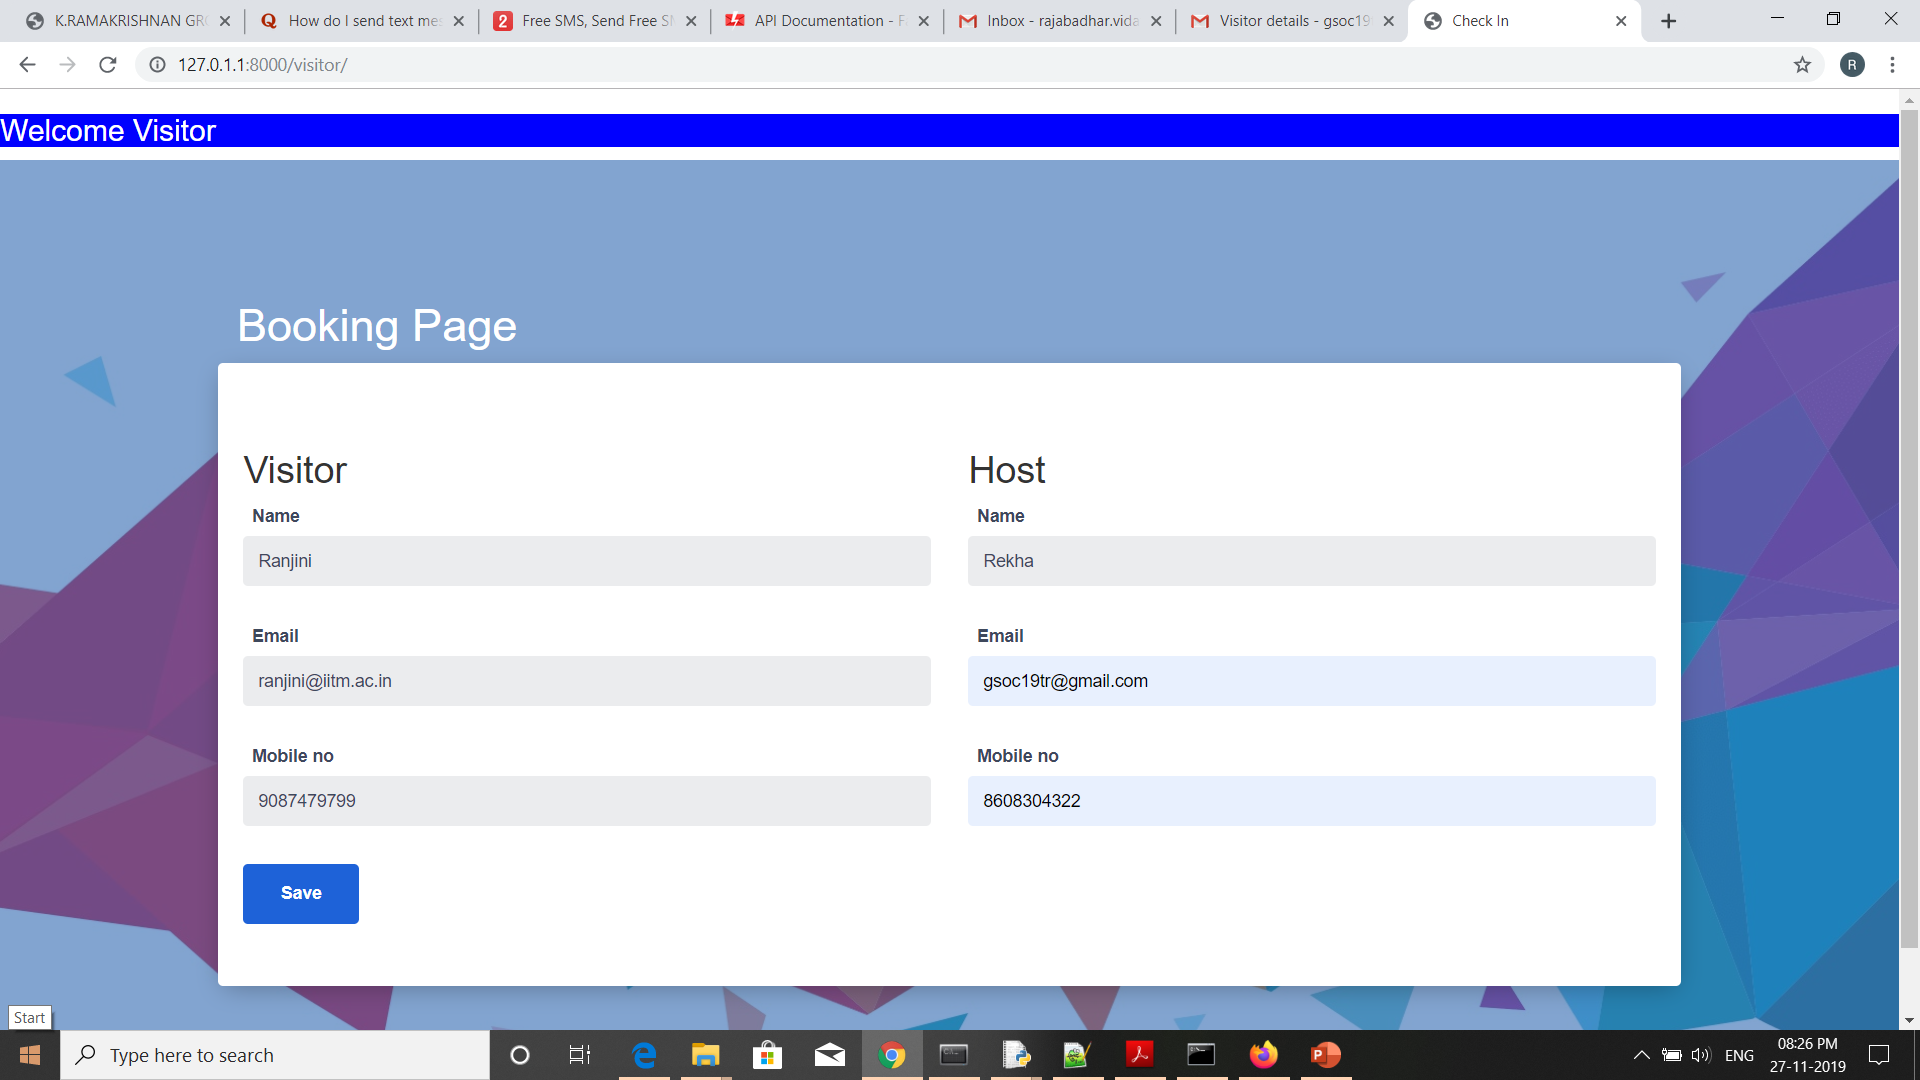 K.RAMAKRISHNAN GR
How do I send text mes
Free SMS, Send Free S
API Documentation - F
Inbox - rajabadhar.vida
Visitor details - gsoc19
Check In
127.0.1.1:8000/visitor/
R
Welcome Visitor
Booking Page
Visitor
Host
Name
Name
Ranjini
Rekha
Email
Email
ranjini@iitm.ac.in
gsoc19tr@gmail.com
Mobile no
Mobile no
9087479799
8608304322
Save
Start
Type here to search
ENG
08:26 PM
27-11-2019